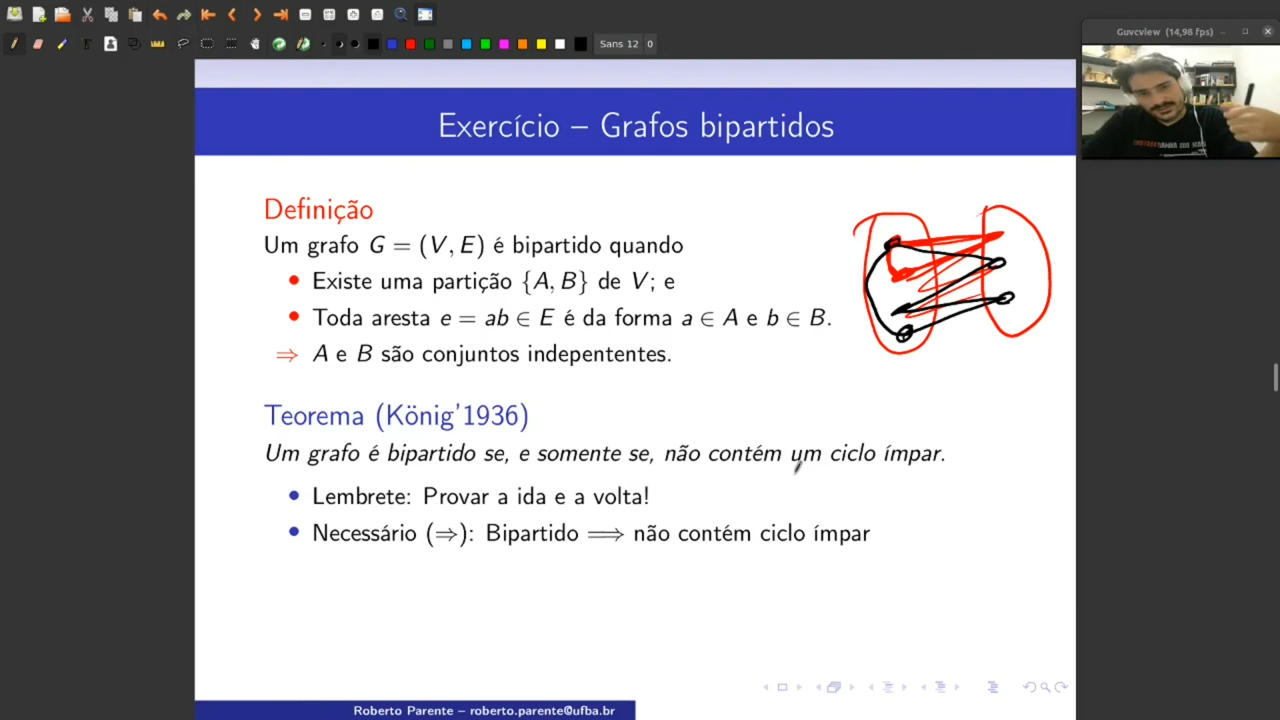 Sans 12 0
Guvcview (14,98 fps)
Exercício – Grafos bipartidos
Definição
Um grafo G = (V, E) é bipartido quando
• Existe uma partição {A, B} de V; e
• Toda aresta e = ab ∈ E é da forma a ∈ A e b ∈ B.
⇒ A e B são conjuntos indepententes.
Teorema (König'1936)
Um grafo é bipartido se, e somente se, não contém um ciclo ímpar.
• Lembrete: Provar a ida e a volta!
• Necessário (⇒): Bipartido ⟹ não contém ciclo ímpar
Roberto Parente – roberto.parente@ufba.br